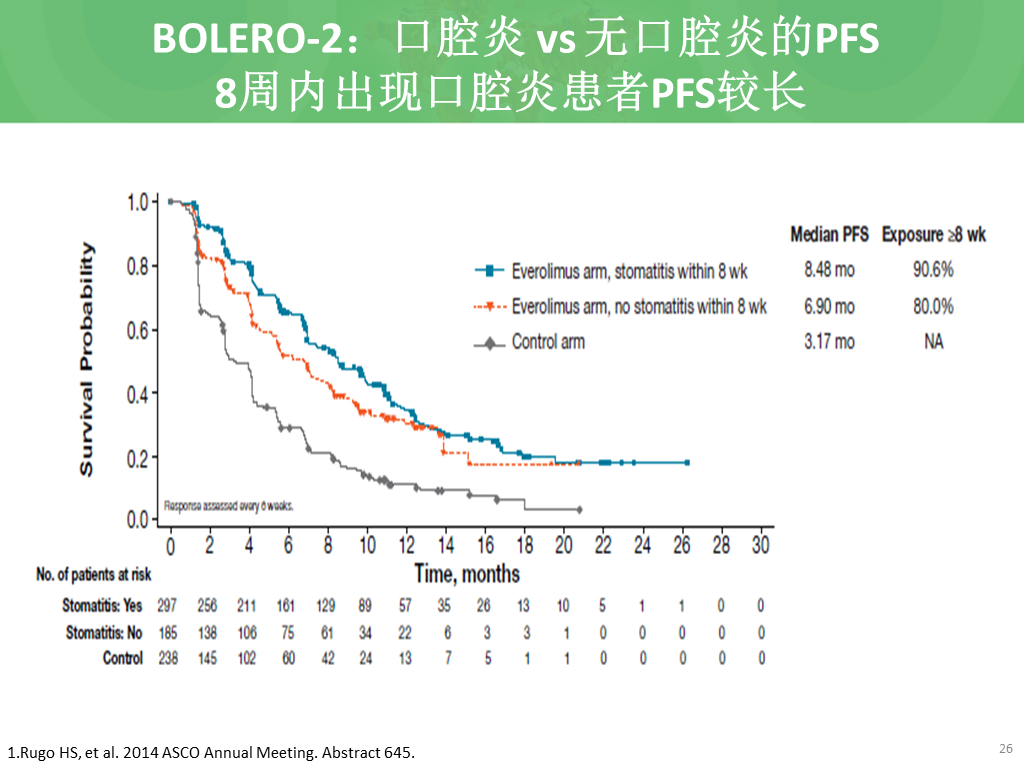 BOLERO-2： 口腔炎 vs 无口腔炎的PFS
8周内出现口腔炎患者PFS较长
Survival Probability
1.0
0.8
0.6
0.4
0.2
0.0
Median PFS Exposure ≥8 wk
Everolimus arm, stomatitis within 8 wk 8.48 mo 90.6%
Everolimus arm, no stomatitis within 8 wk 6.90 mo 80.0%
Control arm 3.17 mo NA
Response assessed every 6 weeks.
0 2 4 6 8 10 12 14 16 18 20 22 24 26 28 30
Time, months
No. of patients at risk
Stomatitis: Yes 297 256 211 161 129 89 57 35 26 13 10 5 1 1 0 0
Stomatitis: No 185 138 106 75 61 34 22 6 3 3 1 0 0 0 0 0
Control 238 145 102 60 42 24 13 7 5 1 1 0 0 0 0 0
1.Rugo HS, et al. 2014 ASCO Annual Meeting. Abstract 645.
26